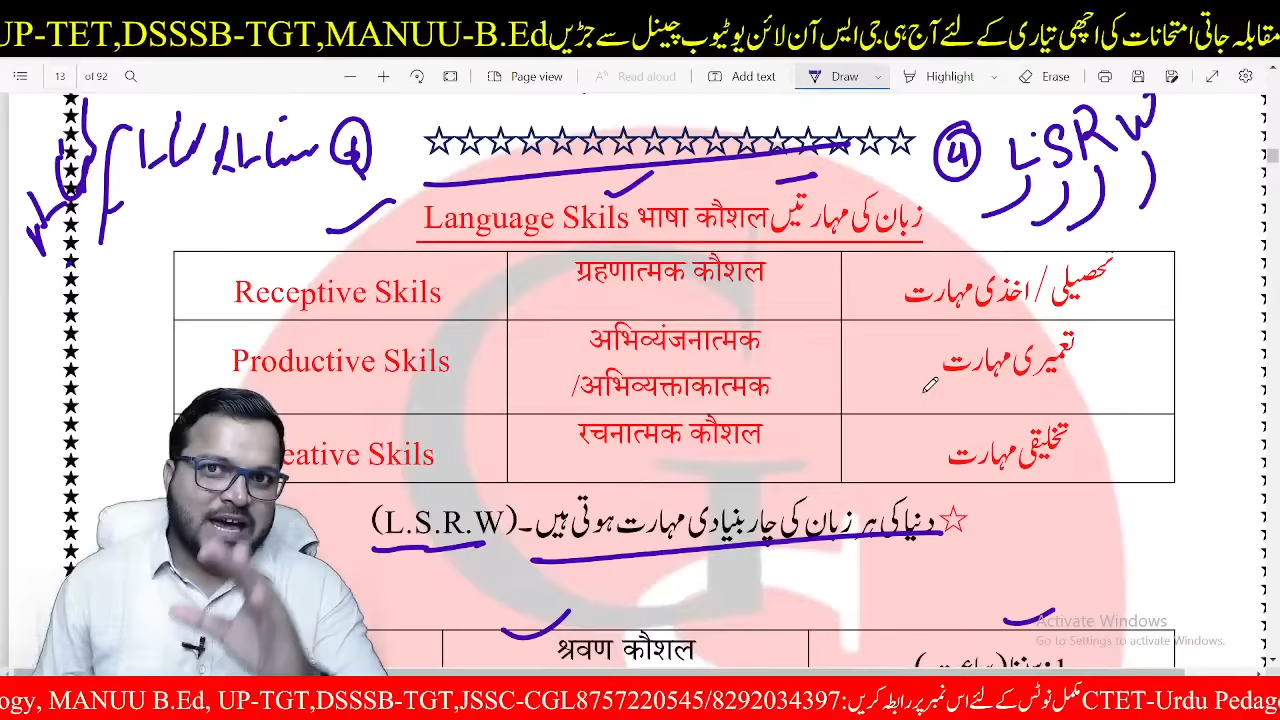 UP-TET,DSSSB-TGT,MANUU-B.Ed مقابلہ جاتی امتحانات کی اچھی تیاری کے لئے آج ہی جی ایس آن لائن یوٹیوب چینل سے جڑیں
13 of 92 Page view Read aloud Add text Draw Highlight Erase
4 L S R W
Language Skils भाषा कौशल زبان کی مہارتیں
Receptive Skils ग्रहणात्मक कौशल تحصیلی / اخذی مہارت
Productive Skils अभिव्यंजनात्मक /अभिव्यक्ताकात्मक تعمیری مہارت
eative Skils रचनात्मक कौशल تخلیقی مہارت
دنیا کی ہر زبان کی چار بنیادی مہارت ہوتی ہیں۔ (L.S.R.W)
Activate Windows
Go to Settings to activate Windows.
श्रवण कौशल
ogy, MANUU B.Ed, UP-TGT,DSSSB-TGT,JSSC-CGL8757220545/8292034397: مکمل نوٹس کے لئے اس نمبر پر رابطہ کریں CTET-Urdu Pedag